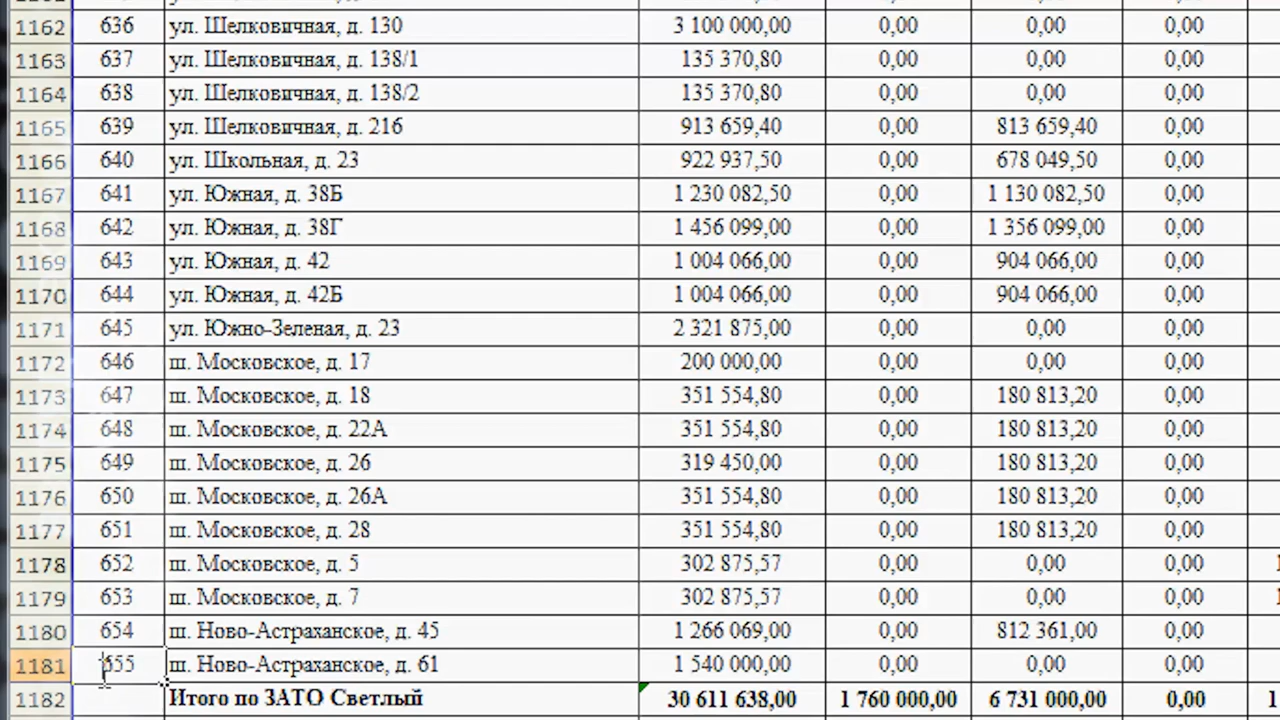 1162 636 ул. Шелковичная, д. 130 3 100 000,00 0,00 0,00 0,00
1163 637 ул. Шелковичная, д. 138/1 135 370,80 0,00 0,00 0,00
1164 638 ул. Шелковичная, д. 138/2 135 370,80 0,00 0,00 0,00
1165 639 ул. Шелковичная, д. 216 913 659,40 0,00 813 659,40 0,00
1166 640 ул. Школьная, д. 23 922 937,50 0,00 678 049,50 0,00
1167 641 ул. Южная, д. 38Б 1 230 082,50 0,00 1 130 082,50 0,00
1168 642 ул. Южная, д. 38Г 1 456 099,00 0,00 1 356 099,00 0,00
1169 643 ул. Южная, д. 42 1 004 066,00 0,00 904 066,00 0,00
1170 644 ул. Южная, д. 42Б 1 004 066,00 0,00 904 066,00 0,00
1171 645 ул. Южно-Зеленая, д. 23 2 321 875,00 0,00 0,00 0,00
1172 646 ш. Московское, д. 17 200 000,00 0,00 0,00 0,00
1173 647 ш. Московское, д. 18 351 554,80 0,00 180 813,20 0,00
1174 648 ш. Московское, д. 22А 351 554,80 0,00 180 813,20 0,00
1175 649 ш. Московское, д. 26 319 450,00 0,00 180 813,20 0,00
1176 650 ш. Московское, д. 26А 351 554,80 0,00 180 813,20 0,00
1177 651 ш. Московское, д. 28 351 554,80 0,00 180 813,20 0,00
1178 652 ш. Московское, д. 5 302 875,57 0,00 0,00 0,00
1179 653 ш. Московское, д. 7 302 875,57 0,00 0,00 0,00
1180 654 ш. Ново-Астраханское, д. 45 1 266 069,00 0,00 812 361,00 0,00
1181 655 ш. Ново-Астраханское, д. 61 1 540 000,00 0,00 0,00 0,00
1182 Итого по ЗАТО Светлый 30 611 638,00 1 760 000,00 6 731 000,00 0,00